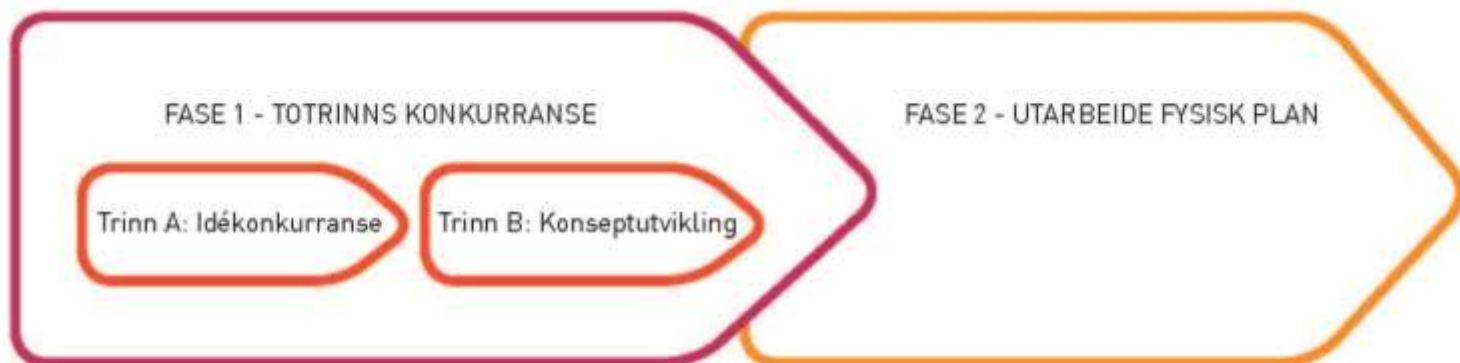 FASE 1 - TOTRINNS KONKURRANSE
Trinn A: Idékonkurranse
Trinn B: Konseptutvikling
FASE 2 - UTARBEIDE FYSISK PLAN